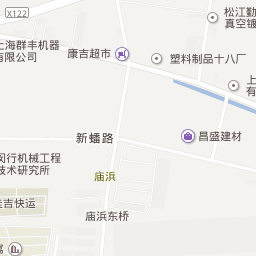 松江勤
真空镀
X122
上海群丰机器
有限公司
康吉超市
塑料制品十八厂
上
有
新蟠路
昌盛建材
闵行机械工程
技术研究所
庙浜
佳吉快运
庙浜东桥